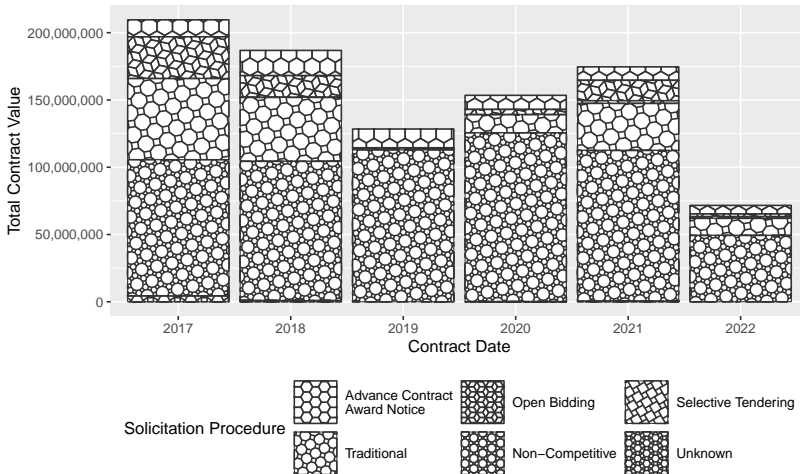 200,000,000
150,000,000
100,000,000
50,000,000
0
Total Contract Value
2017 2018 2019 2020 2021 2022
Contract Date
Solicitation Procedure
Advance Contract
Award Notice
Open Bidding
Selective Tendering
Traditional
Non−Competitive
Unknown